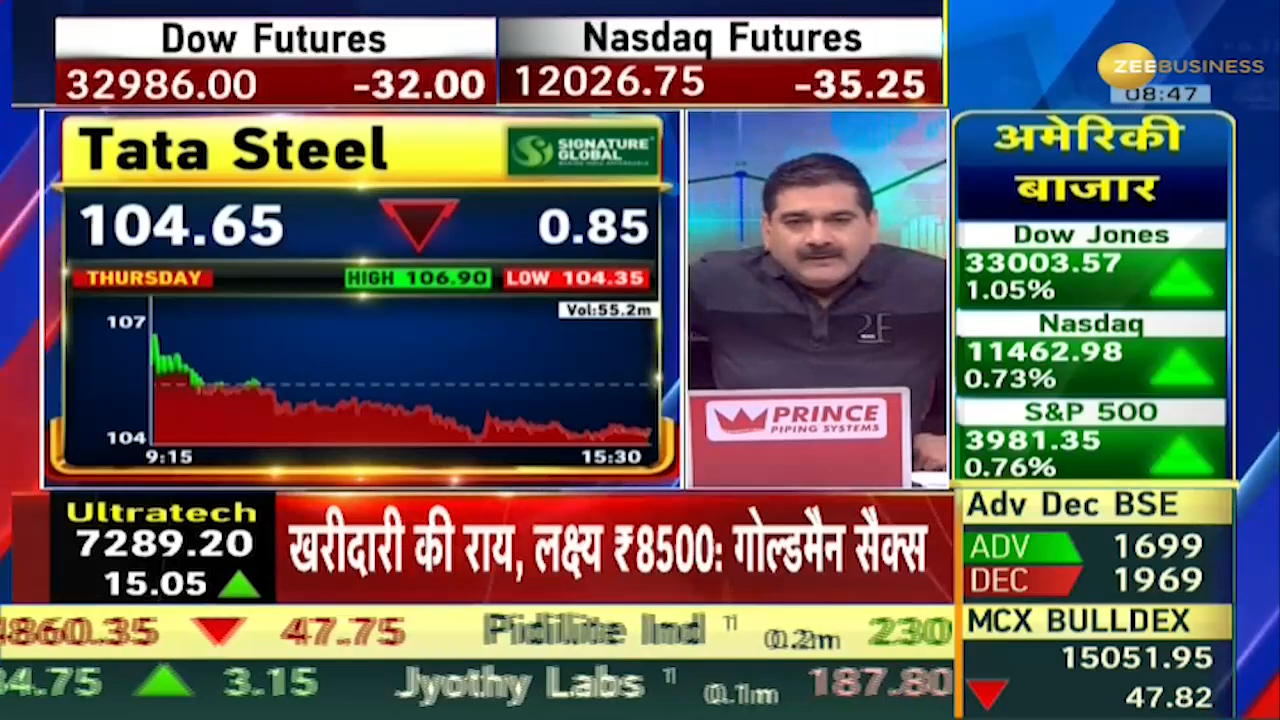 Dow Futures
32986.00 -32.00
Nasdaq Futures
12026.75 -35.25
ZEEBUSINESS
08:47
Tata Steel
SIGNATURE GLOBAL
104.65 0.85
THURSDAY HIGH 106.90 LOW 104.35
Vol:55.2m
107
104
9:15 15:30
2F
PRINCE
PIPING SYSTEMS
अमेरिकी
बाजार
Dow Jones
33003.57
1.05%
Nasdaq
11462.98
0.73%
S&P 500
3981.35
0.76%
Ultratech
7289.20
15.05
खरीदारी की राय, लक्ष्य ₹8500: गोल्डमैन सैक्स
Adv Dec BSE
ADV 1699
DEC 1969
MCX BULLDEX
15051.95
47.82
4860.35 47.75 Pidilite Ind 0.2m 230
34.75 3.15 Jyothy Labs 0.1m 187.80